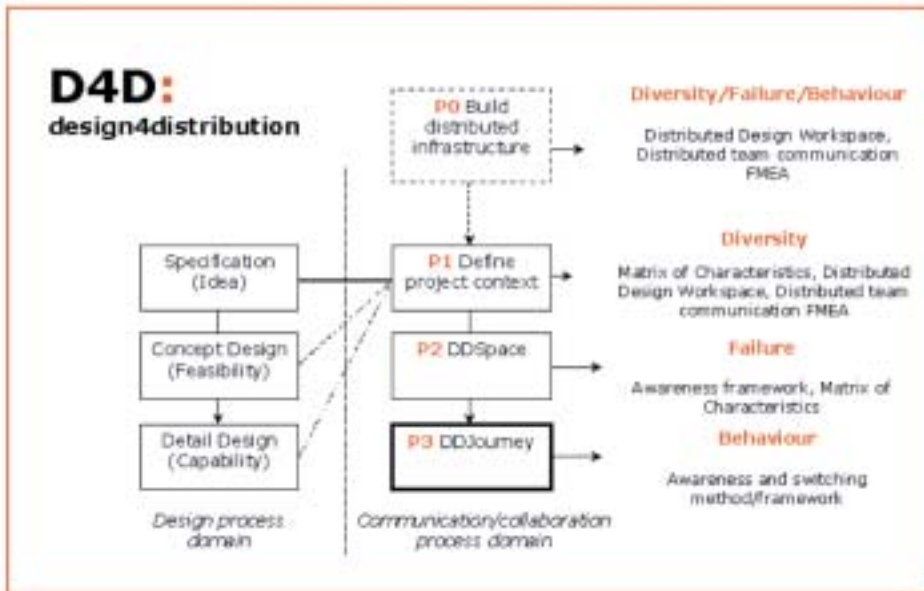 D4D:
design4distribution
P0 Build
distributed
infrastructure
Diversity/Failure/Behaviour
Distributed Design Workspace,
Distributed team communication
FMEA
Specification
(Idea)
P1 Define
project context
Diversity
Matrix of Characteristics, Distributed
Design Workspace, Distributed team
communication FMEA
Concept Design
(Feasibility)
P2 DDSpace
Failure
Awareness framework, Matrix of
Characteristics
Detail Design
(Capability)
P3 DDJourney
Behaviour
Awareness and switching
method/framework
Design process
domain
Communication/collaboration
process domain